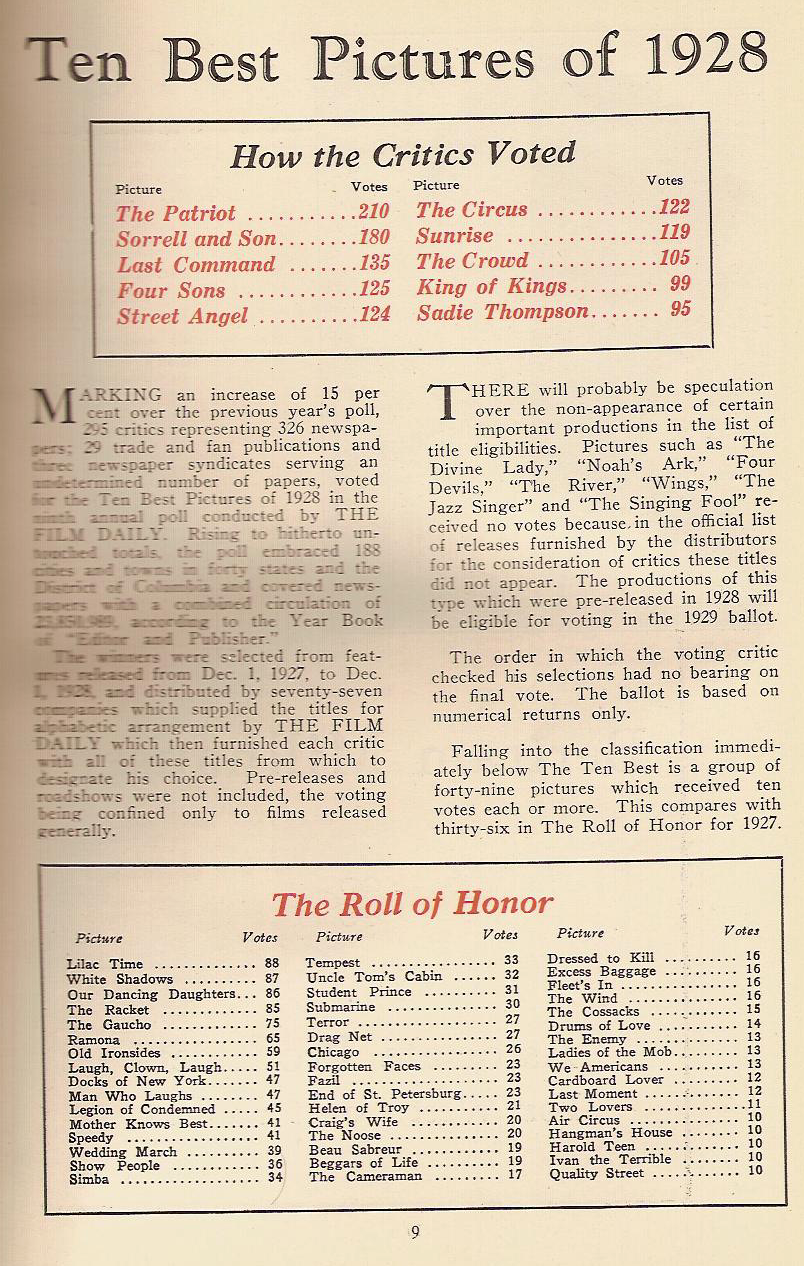 Ten Best Pictures of 1928
How the Critics Voted
Picture Votes
The Patriot ...........210
Sorrell and Son........180
Last Command .......135
Four Sons ............125
Street Angel ..........124
Picture Votes
The Circus ............122
Sunrise ...............119
The Crowd ............105
King of Kings......... 99
Sadie Thompson....... 95
MARKING an increase of 15 per
cent over the previous year's poll,
295 critics representing 326 newspa-
pers; 29 trade and fan publications and
three newspaper syndicates serving an
undetermined number of papers, voted
for the Ten Best Pictures of 1928 in the
ninth annual poll conducted by THE
FILM DAILY. Rising to hitherto un-
touched totals, the poll embraced 188
cities and towns in forty states and the
District of Columbia and covered news-
papers with a combined circulation of
according to the Year Book
of "Editor and Publisher."
The winners were selected from feat-
ures released from Dec. 1, 1927, to Dec.
1, 1928, and distributed by seventy-seven
companies which supplied the titles for
alphabetic arrangement by THE FILM
DAILY which then furnished each critic
with all of these titles from which to
designate his choice. Pre-releases and
roadshows were not included, the voting
being confined only to films released
generally.
THERE will probably be speculation
over the non-appearance of certain
important productions in the list of
title eligibilities. Pictures such as "The
Divine Lady," "Noah's Ark," "Four
Devils," "The River," "Wings," "The
Jazz Singer" and "The Singing Fool" re-
ceived no votes because in the official list
of releases furnished by the distributors
for the consideration of critics these titles
did not appear. The productions of this
type which were pre-released in 1928 will
be eligible for voting in the 1929 ballot.
The order in which the voting critic
checked his selections had no bearing on
the final vote. The ballot is based on
numerical returns only.
Falling into the classification immedi-
ately below The Ten Best is a group of
forty-nine pictures which received ten
votes each or more. This compares with
thirty-six in The Roll of Honor for 1927.
The Roll of Honor
Picture Votes
Lilac Time .............. 88
White Shadows .......... 87
Our Dancing Daughters... 86
The Racket ............. 85
The Gaucho ............. 75
Ramona ................. 65
Old Ironsides ............ 59
Laugh, Clown, Laugh..... 51
Docks of New York....... 47
Man Who Laughs ........ 47
Legion of Condemned ..... 45
Mother Knows Best....... 41
Speedy .................. 41
Wedding March .......... 39
Show People ............ 36
Simba ................... 34
Picture Votes
Tempest ................. 33
Uncle Tom's Cabin ...... 32
Student Prince .......... 31
Submarine ............... 30
Terror ................... 27
Drag Net ................ 27
Chicago ................. 26
Forgotten Faces ......... 23
Fazil .................... 23
End of St. Petersburg..... 23
Helen of Troy ........... 21
Craig's Wife ............ 20
The Noose .............. 20
Beau Sabreur ............ 19
Beggars of Life .......... 19
The Cameraman ......... 17
Picture Votes
Dressed to Kill .......... 16
Excess Baggage .......... 16
Fleet's In ................ 16
The Wind ............... 16
The Cossacks ............ 15
Drums of Love .......... 14
The Enemy .............. 13
Ladies of the Mob........ 13
We Americans ........... 13
Cardboard Lover ......... 12
Last Moment ............ 12
Two Lovers ............. 11
Air Circus ............... 10
Hangman's House ........ 10
Harold Teen ............. 10
Ivan the Terrible ........ 10
Quality Street ............ 10
9